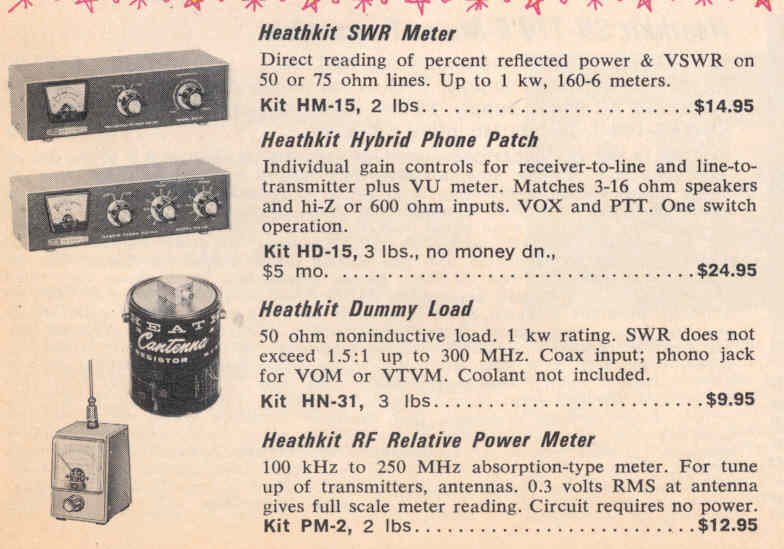 Heathkit SWR Meter
Direct reading of percent reflected power & VSWR on
50 or 75 ohm lines. Up to 1 kw, 160-6 meters.
Kit HM-15, 2 lbs..........................$14.95
Heathkit Hybrid Phone Patch
Individual gain controls for receiver-to-line and line-to-
transmitter plus VU meter. Matches 3-16 ohm speakers
and hi-Z or 600 ohm inputs. VOX and PTT. One switch
operation.
Kit HD-15, 3 lbs., no money dn.,
$5 mo. ..................................$24.95
HEATH
Cantenna
RESISTOR
Heathkit Dummy Load
50 ohm noninductive load. 1 kw rating. SWR does not
exceed 1.5:1 up to 300 MHz. Coax input; phono jack
for VOM or VTVM. Coolant not included.
Kit HN-31, 3 lbs..........................$9.95
Heathkit RF Relative Power Meter
100 kHz to 250 MHz absorption-type meter. For tune
up of transmitters, antennas. 0.3 volts RMS at antenna
gives full scale meter reading. Circuit requires no power.
Kit PM-2, 2 lbs...........................$12.95